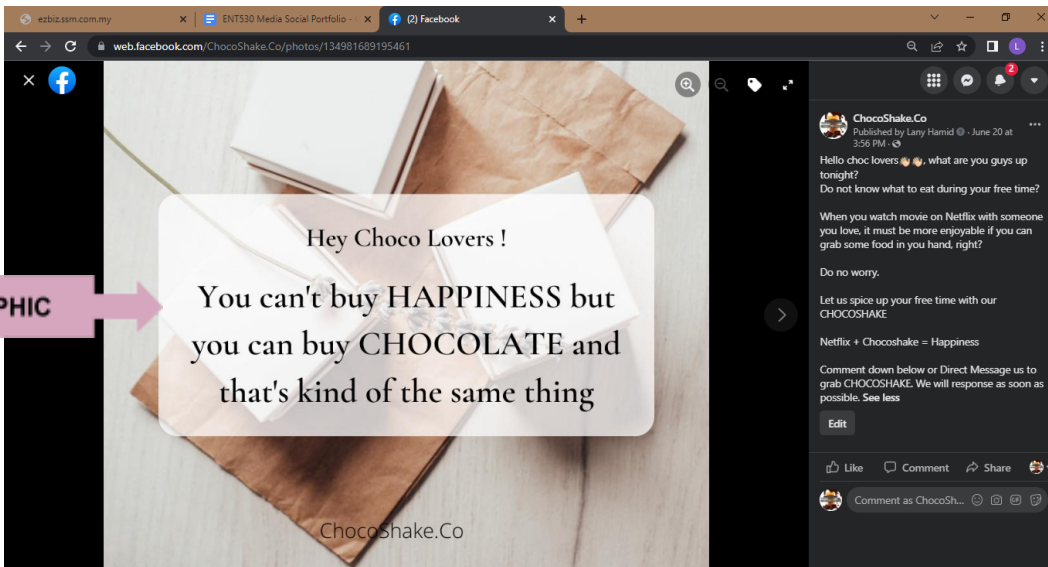 ezbiz.ssm.com.my
ENT530 Media Social Portfolio -
(2) Facebook
web.facebook.com/ChocoShake.Co/photos/134981689195461
L
2
PHIC
Hey Choco Lovers !
You can't buy HAPPINESS but
you can buy CHOCOLATE and
that's kind of the same thing
ChocoShake.Co
ChocoShake.Co
Published by Lany Hamid · June 20 at
3:56 PM ·
Hello choc lovers👋🏻👋🏻, what are you guys up
tonight?
Do not know what to eat during your free time?
When you watch movie on Netflix with someone
you love, it must be more enjoyable if you can
grab some food in you hand, right?
Do no worry.
Let us spice up your free time with our
CHOCOSHAKE
Netflix + Chocoshake = Happiness
Comment down below or Direct Message us to
grab CHOCOSHAKE. We will response as soon as
possible. See less
Edit
Like Comment Share
Comment as ChocoSh...